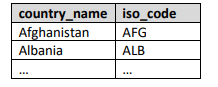 country_name iso_code
Afghanistan AFG
Albania ALB
... ...